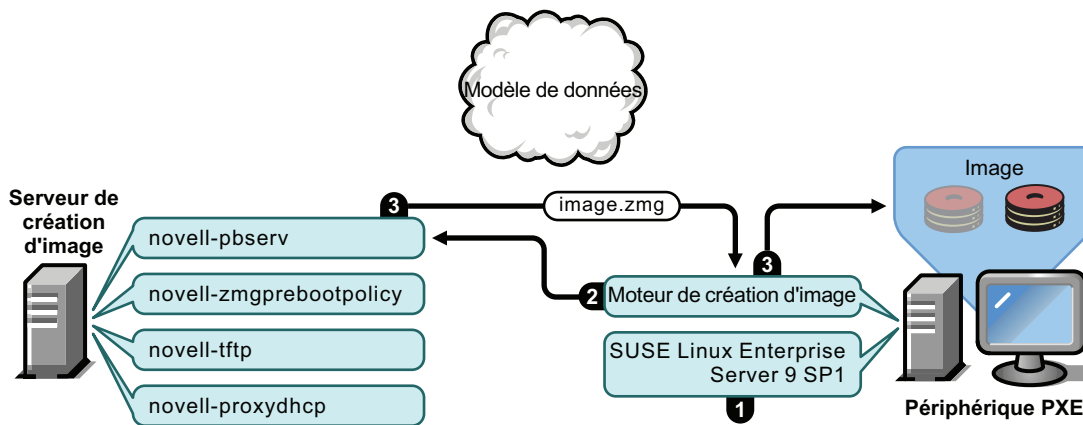 Modèle de données
Image
Serveur de
création
d'image
3
image.zmg
novell-pbserv
3
novell-zmgprebootpolicy
2
Moteur de création d'image
novell-tftp
SUSE Linux Enterprise
Server 9 SP1
novell-proxydhcp
1
Périphérique PXE